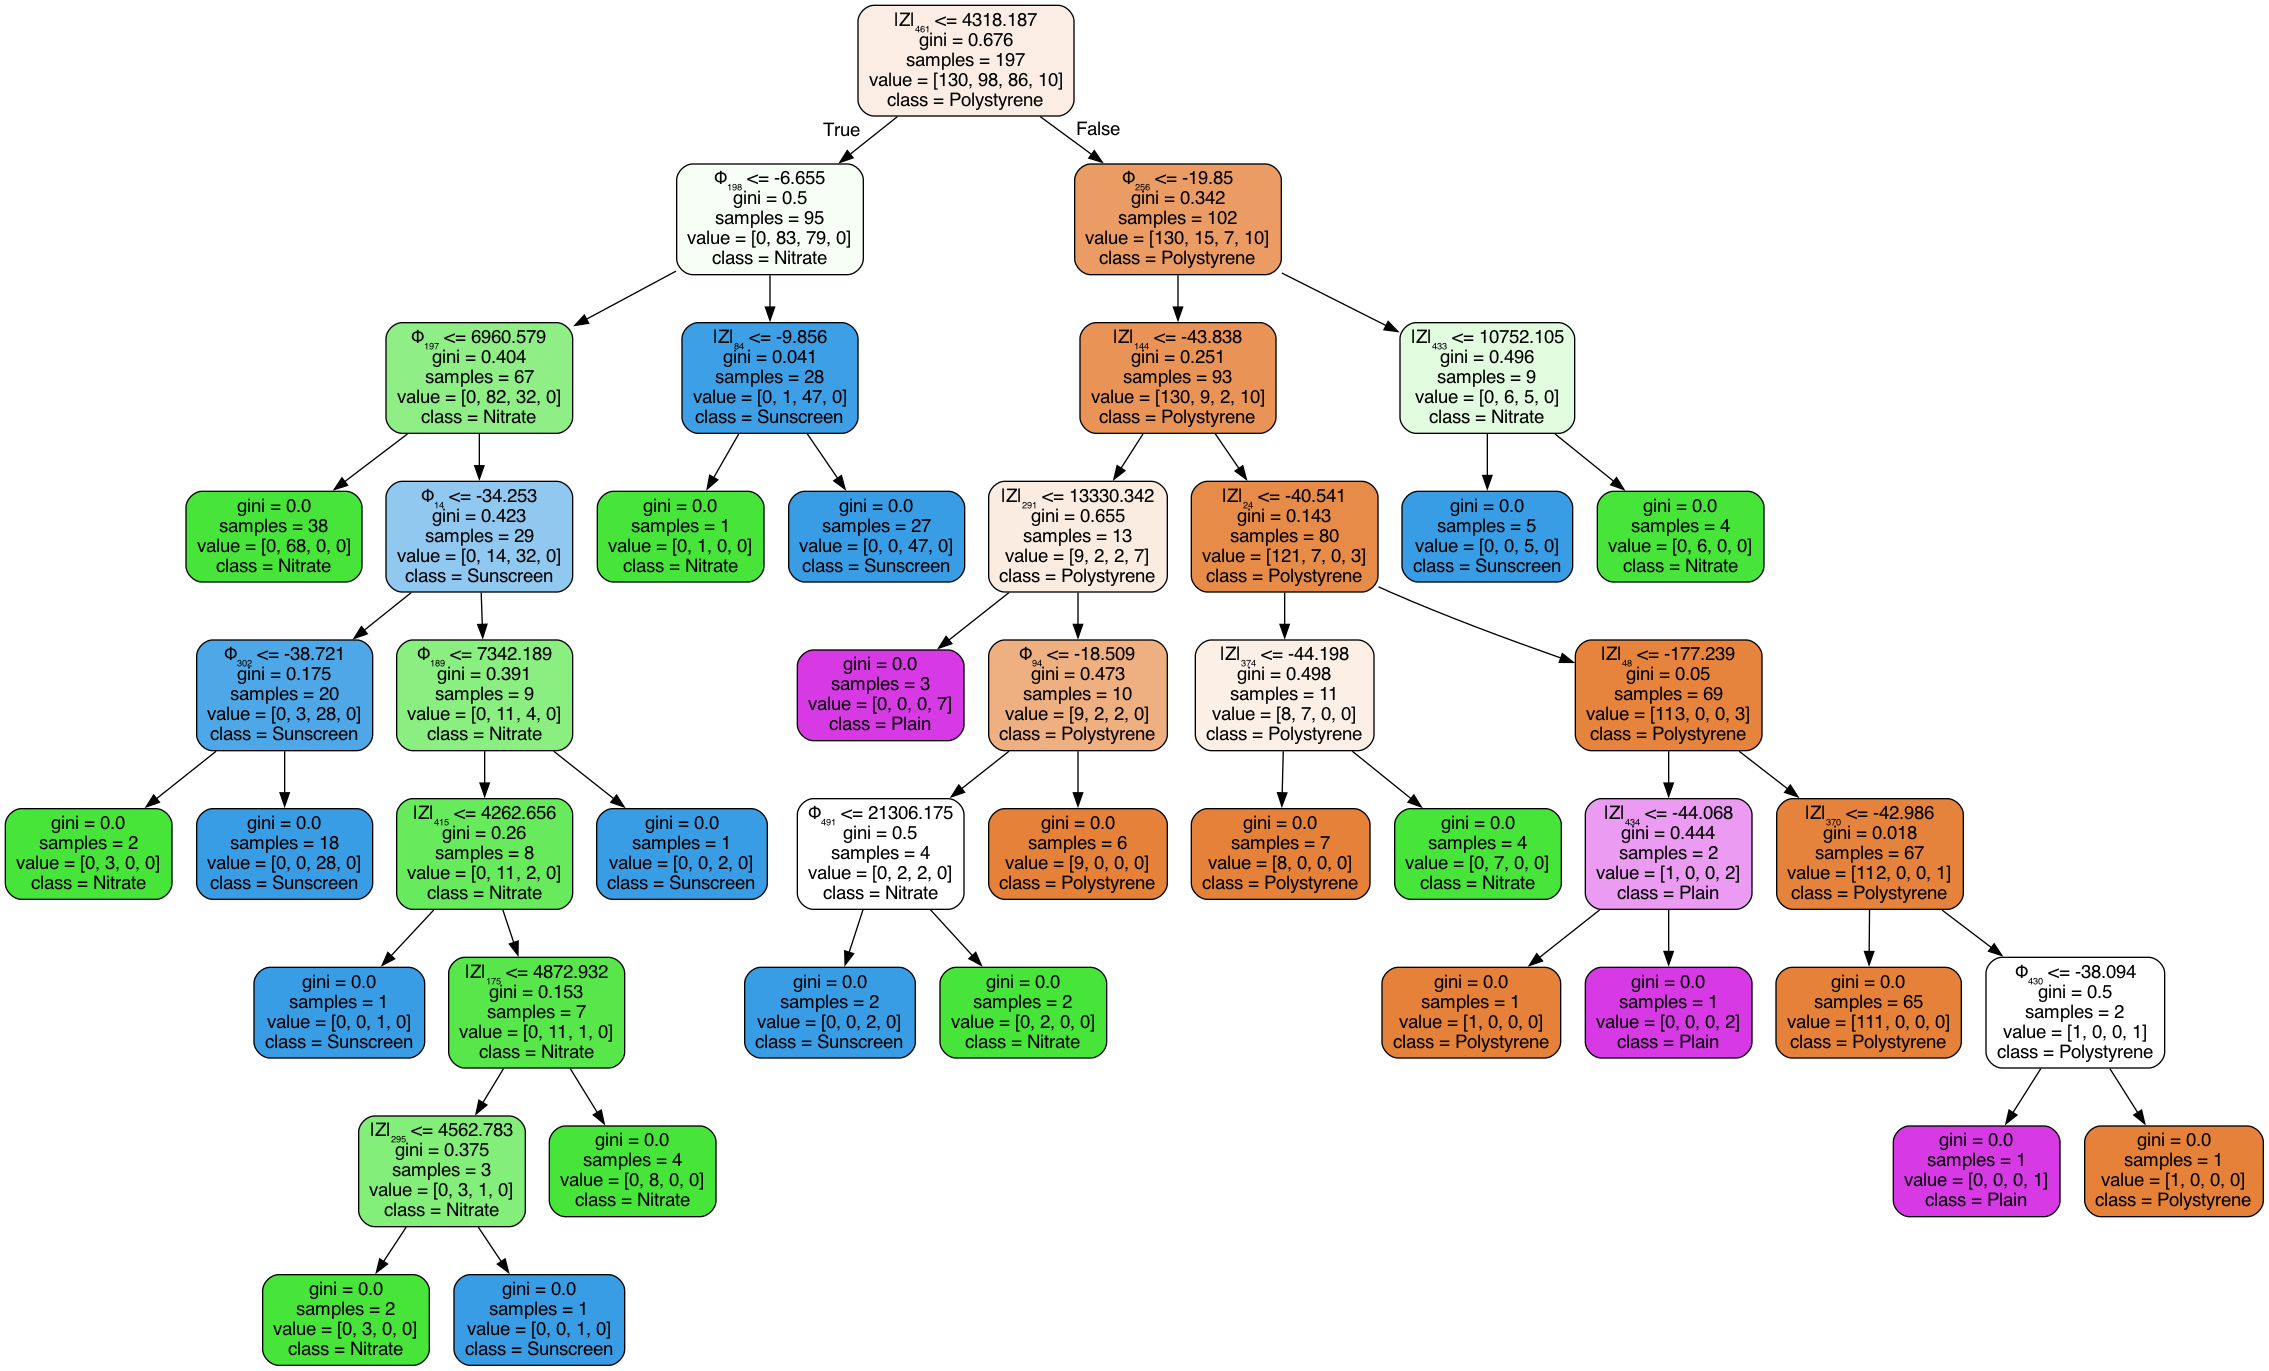 |Z|₄₆₁ <= 4318.187
gini = 0.676
samples = 197
value = [130, 98, 86, 10]
class = Polystyrene
True
False
Φ₁₉₈ <= -6.655
gini = 0.5
samples = 95
value = [0, 83, 79, 0]
class = Nitrate
Φ₂₅₆ <= -19.85
gini = 0.342
samples = 102
value = [130, 15, 7, 10]
class = Polystyrene
Φ₁₉₇ <= 6960.579
gini = 0.404
samples = 67
value = [0, 82, 32, 0]
class = Nitrate
|Z|₈₄ <= -9.856
gini = 0.041
samples = 28
value = [0, 1, 47, 0]
class = Sunscreen
|Z|₁₄₄ <= -43.838
gini = 0.251
samples = 93
value = [130, 9, 2, 10]
class = Polystyrene
|Z|₄₃₃ <= 10752.105
gini = 0.496
samples = 9
value = [0, 6, 5, 0]
class = Nitrate
gini = 0.0
samples = 38
value = [0, 68, 0, 0]
class = Nitrate
Φ₁₄ <= -34.253
gini = 0.423
samples = 29
value = [0, 14, 32, 0]
class = Sunscreen
gini = 0.0
samples = 1
value = [0, 1, 0, 0]
class = Nitrate
gini = 0.0
samples = 27
value = [0, 0, 47, 0]
class = Sunscreen
|Z|₂₉₁ <= 13330.342
gini = 0.655
samples = 13
value = [9, 2, 2, 7]
class = Polystyrene
|Z|₂₄ <= -40.541
gini = 0.143
samples = 80
value = [121, 7, 0, 3]
class = Polystyrene
gini = 0.0
samples = 5
value = [0, 0, 5, 0]
class = Sunscreen
gini = 0.0
samples = 4
value = [0, 6, 0, 0]
class = Nitrate
Φ₃₀₂ <= -38.721
gini = 0.175
samples = 20
value = [0, 3, 28, 0]
class = Sunscreen
Φ₁₈₉ <= 7342.189
gini = 0.391
samples = 9
value = [0, 11, 4, 0]
class = Nitrate
gini = 0.0
samples = 3
value = [0, 0, 0, 7]
class = Plain
Φ₉₄ <= -18.509
gini = 0.473
samples = 10
value = [9, 2, 2, 0]
class = Polystyrene
|Z|₃₇₄ <= -44.198
gini = 0.498
samples = 11
value = [8, 7, 0, 0]
class = Polystyrene
|Z|₄₈ <= -177.239
gini = 0.05
samples = 69
value = [113, 0, 0, 3]
class = Polystyrene
gini = 0.0
samples = 2
value = [0, 3, 0, 0]
class = Nitrate
gini = 0.0
samples = 18
value = [0, 0, 28, 0]
class = Sunscreen
|Z|₄₁₅ <= 4262.656
gini = 0.26
samples = 8
value = [0, 11, 2, 0]
class = Nitrate
gini = 0.0
samples = 1
value = [0, 0, 2, 0]
class = Sunscreen
Φ₄₉₁ <= 21306.175
gini = 0.5
samples = 4
value = [0, 2, 2, 0]
class = Nitrate
gini = 0.0
samples = 6
value = [9, 0, 0, 0]
class = Polystyrene
gini = 0.0
samples = 7
value = [8, 0, 0, 0]
class = Polystyrene
gini = 0.0
samples = 4
value = [0, 7, 0, 0]
class = Nitrate
|Z|₄₃₄ <= -44.068
gini = 0.444
samples = 2
value = [1, 0, 0, 2]
class = Plain
|Z|₃₇₀ <= -42.986
gini = 0.018
samples = 67
value = [112, 0, 0, 1]
class = Polystyrene
gini = 0.0
samples = 1
value = [0, 0, 1, 0]
class = Sunscreen
|Z|₁₇₅ <= 4872.932
gini = 0.153
samples = 7
value = [0, 11, 1, 0]
class = Nitrate
gini = 0.0
samples = 2
value = [0, 0, 2, 0]
class = Sunscreen
gini = 0.0
samples = 2
value = [0, 2, 0, 0]
class = Nitrate
gini = 0.0
samples = 1
value = [1, 0, 0, 0]
class = Polystyrene
gini = 0.0
samples = 1
value = [0, 0, 0, 2]
class = Plain
gini = 0.0
samples = 65
value = [111, 0, 0, 0]
class = Polystyrene
Φ₄₃₀ <= -38.094
gini = 0.5
samples = 2
value = [1, 0, 0, 1]
class = Polystyrene
|Z|₂₉₅ <= 4562.783
gini = 0.375
samples = 3
value = [0, 3, 1, 0]
class = Nitrate
gini = 0.0
samples = 4
value = [0, 8, 0, 0]
class = Nitrate
gini = 0.0
samples = 1
value = [0, 0, 0, 1]
class = Plain
gini = 0.0
samples = 1
value = [1, 0, 0, 0]
class = Polystyrene
gini = 0.0
samples = 2
value = [0, 3, 0, 0]
class = Nitrate
gini = 0.0
samples = 1
value = [0, 0, 1, 0]
class = Sunscreen